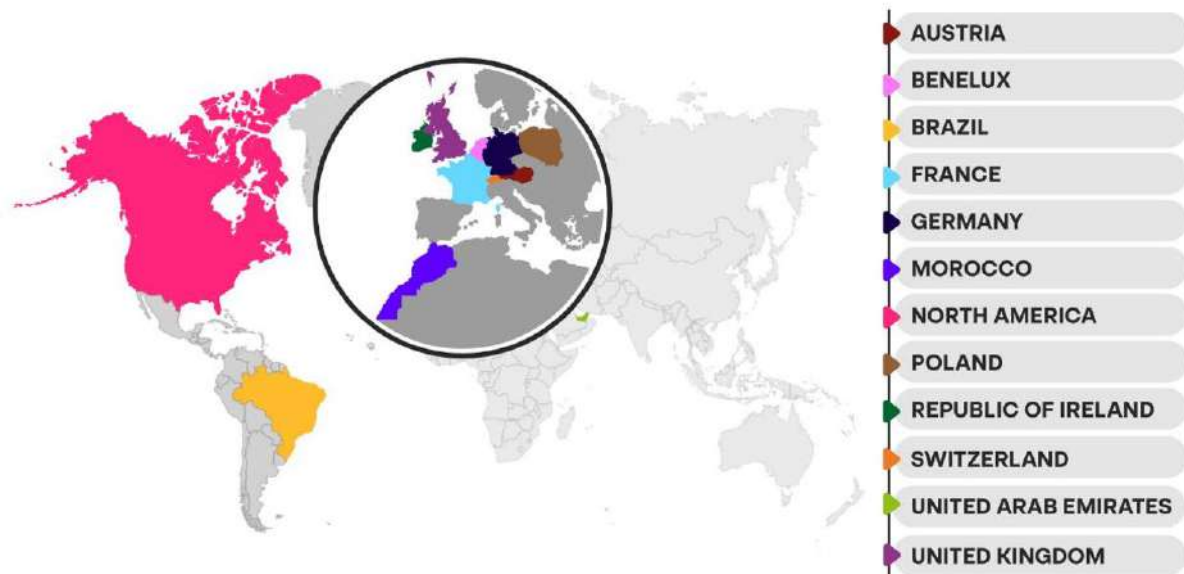 AUSTRIA
BENELUX
BRAZIL
FRANCE
GERMANY
MOROCCO
NORTH AMERICA
POLAND
REPUBLIC OF IRELAND
SWITZERLAND
UNITED ARAB EMIRATES
UNITED KINGDOM